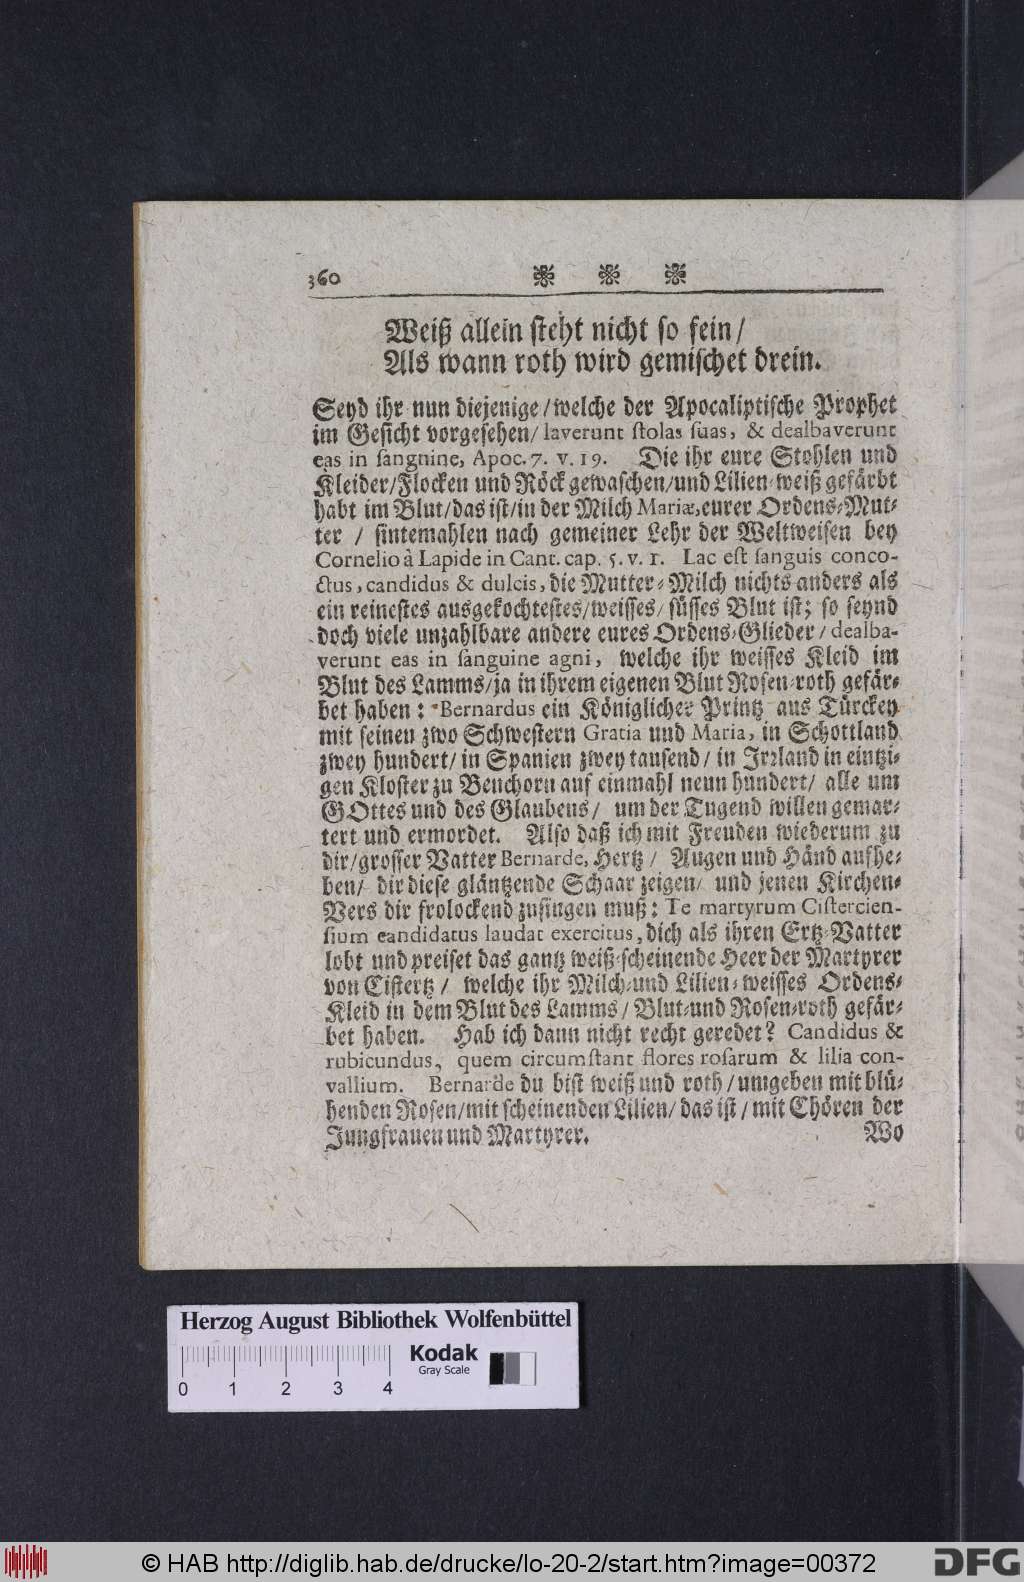 360
Weiß allein steht nicht so fein/
Als wann roth wird gemischet drein.
Seyd ihr nun diejenige/welche der Apocaliptische Prophet
im Gesicht vorgesehen/ laverunt stolas suas, & dealbaverunt
eas in sangnine, Apoc. 7. v. 19. Die ihr eure Stohlen und
Kleider/Flocken und Röck gewaschen/und Lilien-weiß gefärbt
habt im Blut/das ist/in der Milch Mariæ, eurer Ordens-Mut-
ter / sintemahlen nach gemeiner Lehr der Weltweisen bey
Cornelio à Lapide in Cant. cap. 5. v. 1. Lac est sanguis conco-
ctus, candidus & dulcis, die Mutter-Milch nichts anders als
ein reinestes ausgekochtestes/weisses/ süsses Blut ist; so seynd
doch viele unzahlbare andere eures Ordens-Glieder/ dealba-
verunt eas in sanguine agni, welche ihr weisses Kleid im
Blut des Lamms/ja in ihrem eigenen Blut Rosen-roth gefär-
bet haben: Bernardus ein Königlicher Printz aus Türckey
mit seinen zwo Schwestern Gratia und Maria, in Schottland
zwey hundert/ in Spanien zwey tausend/ in Irrland in eintzi-
gen Kloster zu Benchorn auf einmahl neun hundert/ alle um
GOttes und des Glaubens/ um der Tugend willen gemar-
tert und ermordet. Also daß ich mit Freuden wiederum zu
dir/grosser Vatter Bernarde, Hertz/ Augen und Händ aufhe-
ben/ dir diese gläntzende Schaar zeigen/ und jenen Kirchen-
Vers dir frolockend zusingen muß: Te martyrum Cistercien-
sium candidatus laudat exercitus, dich als ihren Ertz-Vatter
lobt und preiset das gantz weiß-scheinende Heer der Martyrer
von Cistertz/ welche ihr Milch-und Lilien-weisses Ordens-
Kleid in dem Blut des Lamms/ Blut-und Rosen-roth gefär-
bet haben. Hab ich dann nicht recht geredet? Candidus &
rubicundus, quem circumstant flores rosarum & lilia con-
vallium. Bernarde du bist weiß und roth/umgeben mit blü-
henden Rosen/mit scheinenden Lilien/das ist/mit Chören der
Jungfrauen und Martyrer. Wo
Herzog August Bibliothek Wolfenbüttel
Kodak
Gray Scale
0 1 2 3 4
© HAB http://diglib.hab.de/drucke/lo-20-2/start.htm?image=00372
DFG